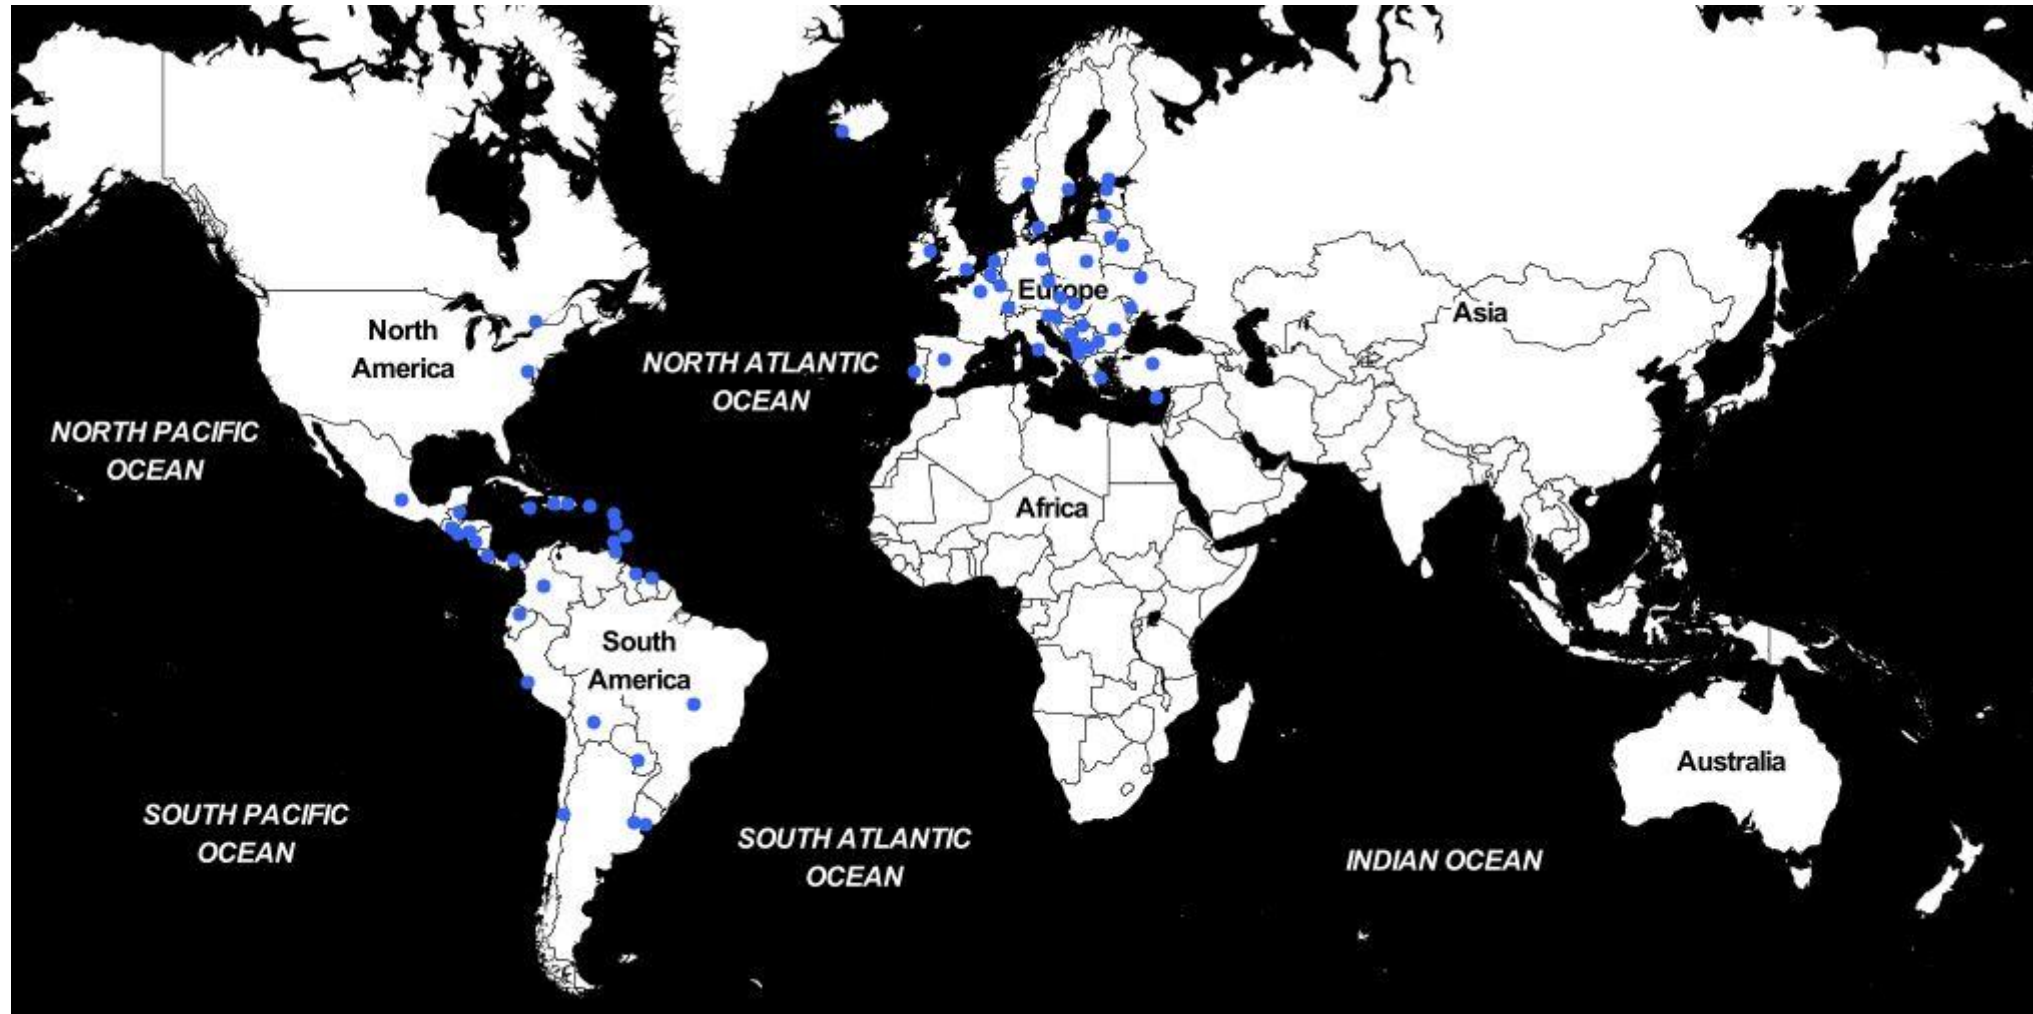 Europe
Asia
North
America
NORTH ATLANTIC
OCEAN
NORTH PACIFIC
OCEAN
Africa
South
America
Australia
SOUTH PACIFIC
OCEAN
SOUTH ATLANTIC
OCEAN
INDIAN OCEAN